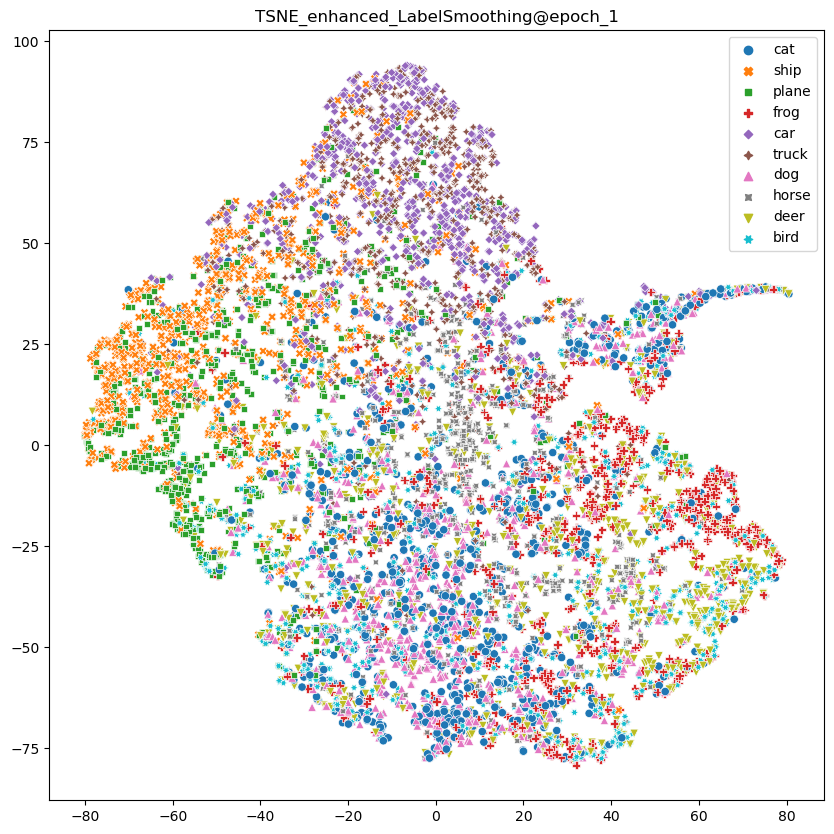 TSNE_enhanced_LabelSmoothing@epoch_1
100
75
50
25
0
−25
−50
−75
−80
−60
−40
−20
0
20
40
60
80
cat
ship
plane
frog
car
truck
dog
horse
deer
bird